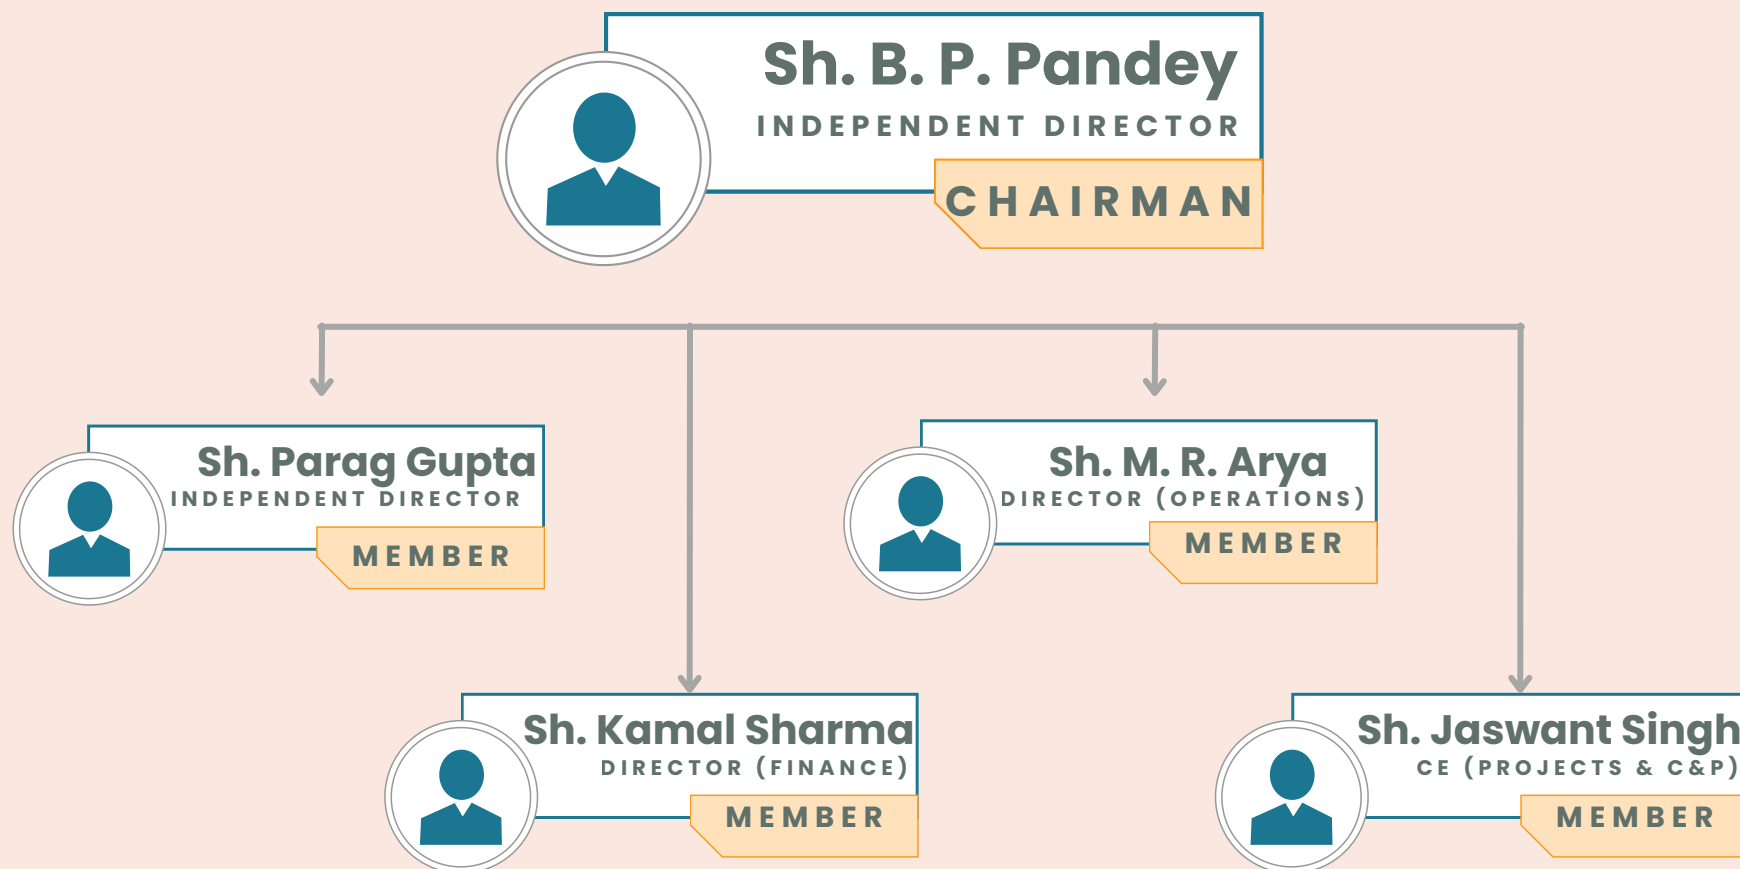 Sh. B. P. Pandey
INDEPENDENT DIRECTOR
CHAIRMAN
Sh. Parag Gupta
INDEPENDENT DIRECTOR
MEMBER
Sh. M. R. Arya
DIRECTOR (OPERATIONS)
MEMBER
Sh. Kamal Sharma
DIRECTOR (FINANCE)
MEMBER
Sh. Jaswant Singh
CE (PROJECTS & C&P)
MEMBER